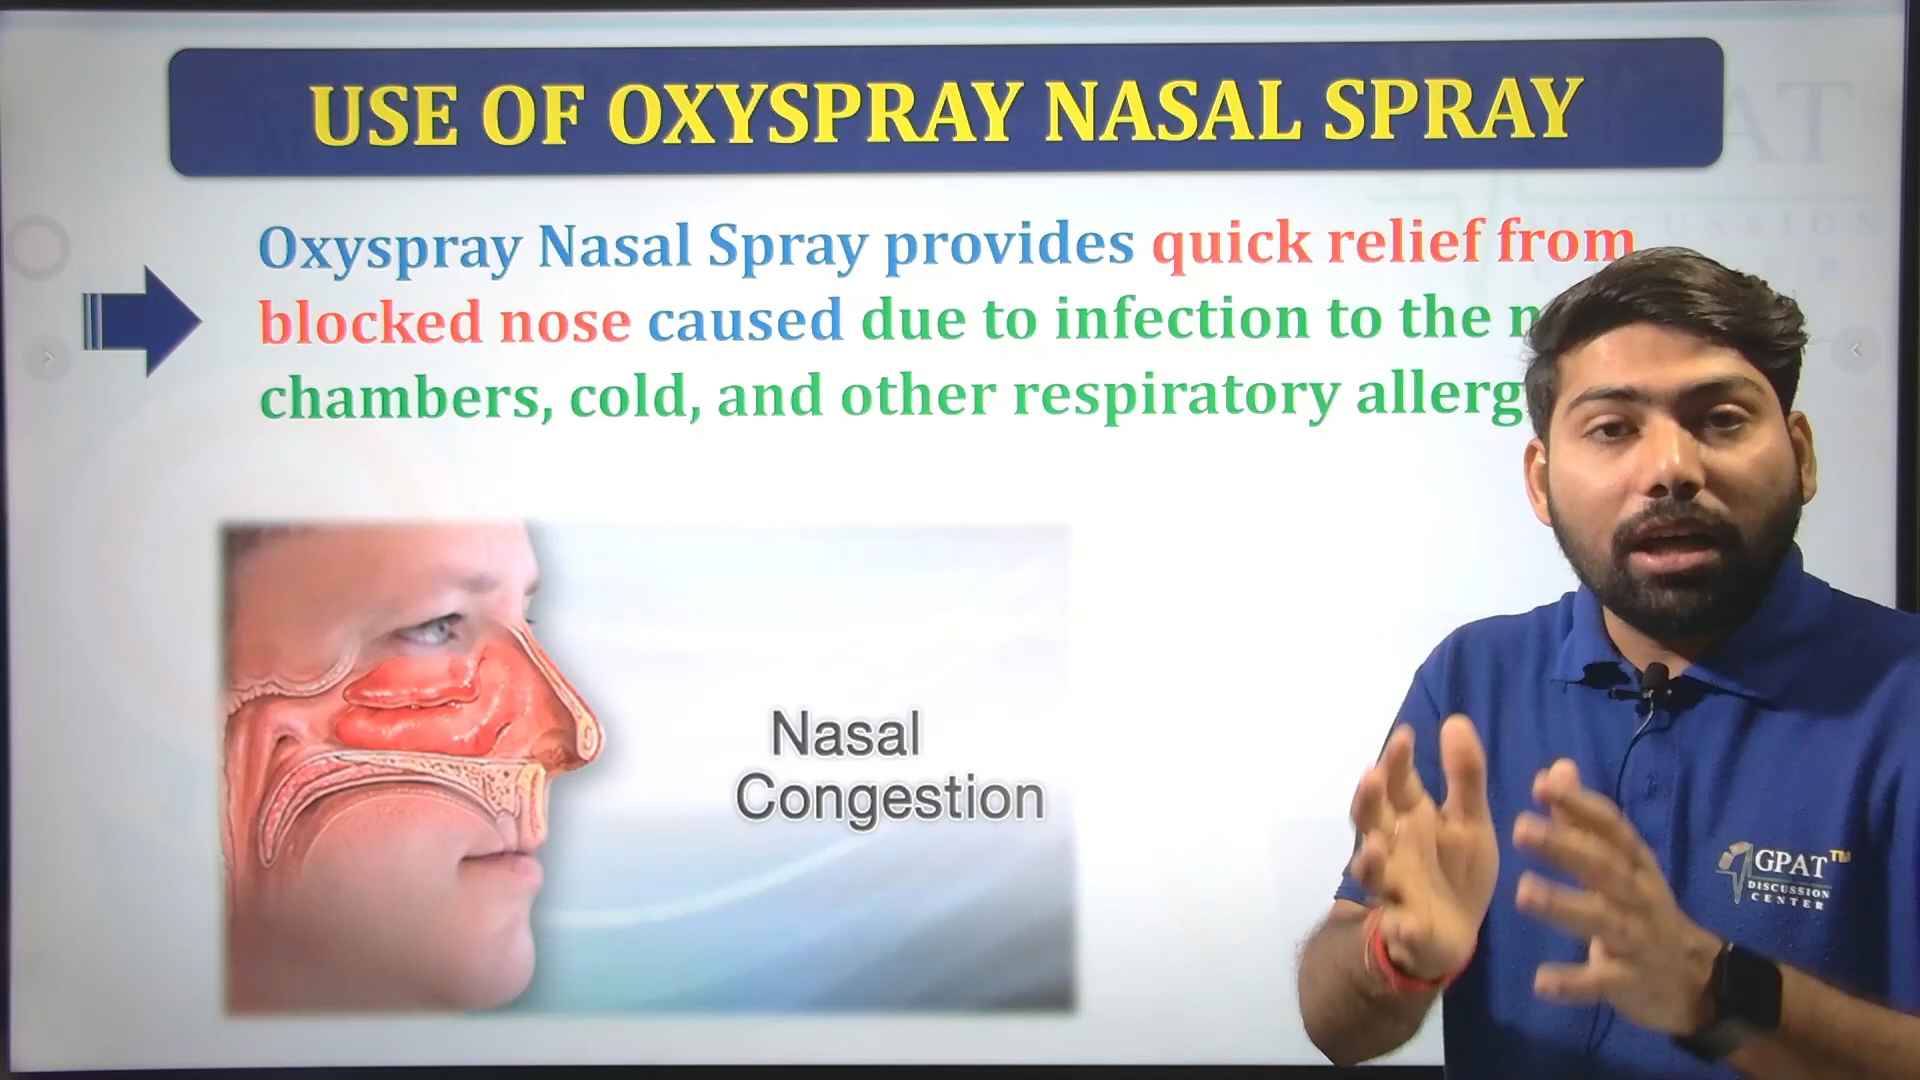 USE OF OXYSPRAY NASAL SPRAY
Oxyspray Nasal Spray provides quick relief from
blocked nose caused due to infection to the
chambers, cold, and other respiratory
Nasal
Congestion
GPAT™
DISCUSSION
CENTER